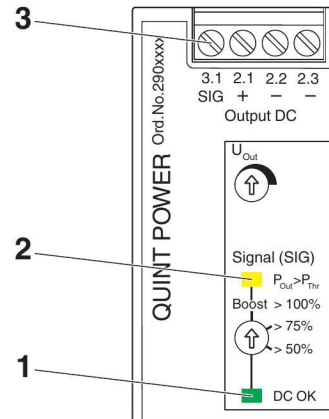 3
3.1 2.1 2.2 2.3
SIG + − −
Output DC
QUINT POWER Ord.No.290xxxx
UOut
2
Signal (SIG)
POut>PThr
Boost > 100%
> 75%
> 50%
1
DC OK